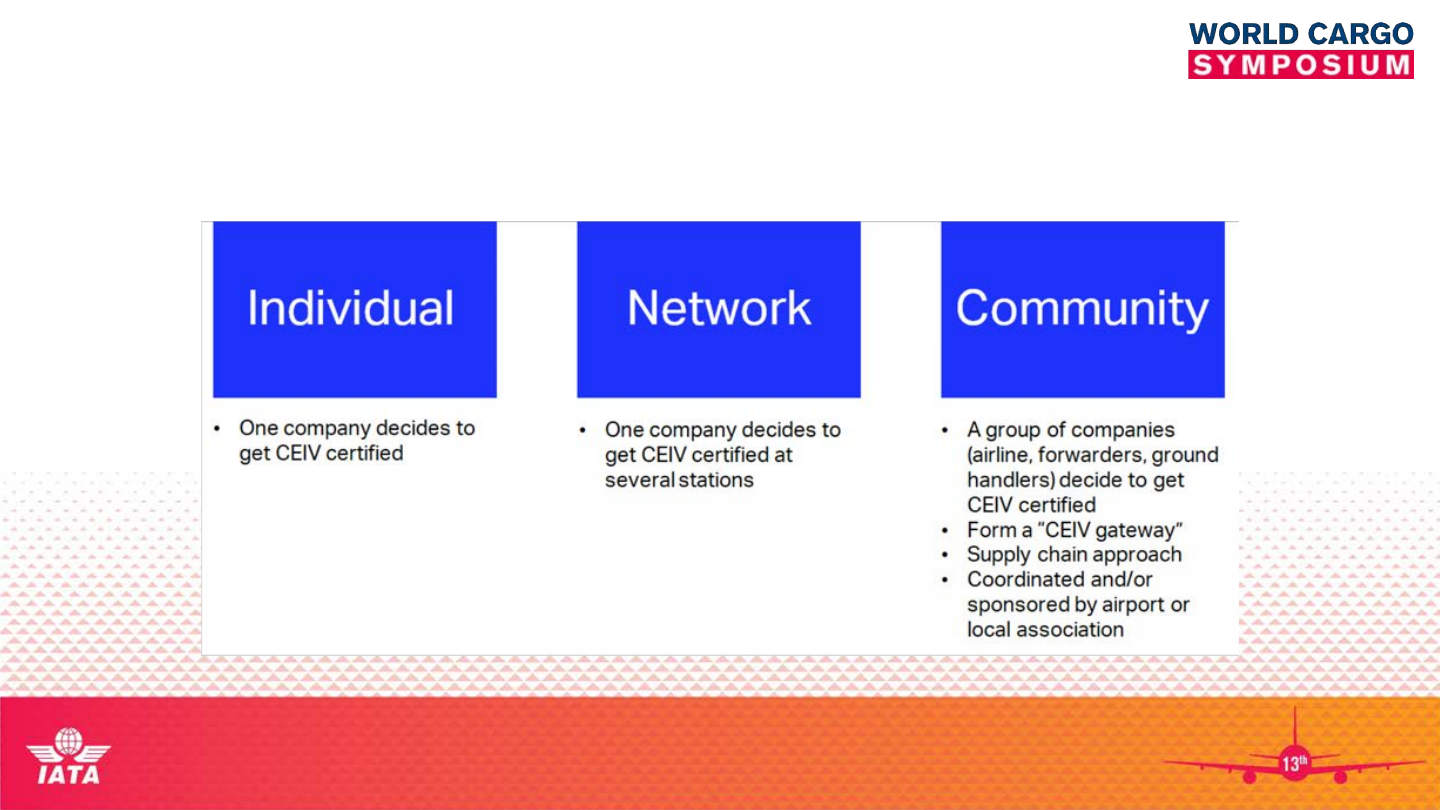 WORLD CARGO
SYMPOSIUM
Individual
• One company decides to
get CEIV certified
Network
• One company decides to
get CEIV certified at
several stations
Community
• A group of companies
(airline, forwarders, ground
handlers) decide to get
CEIV certified
• Form a “CEIV gateway”
• Supply chain approach
• Coordinated and/or
sponsored by airport or
local association
IATA
13th